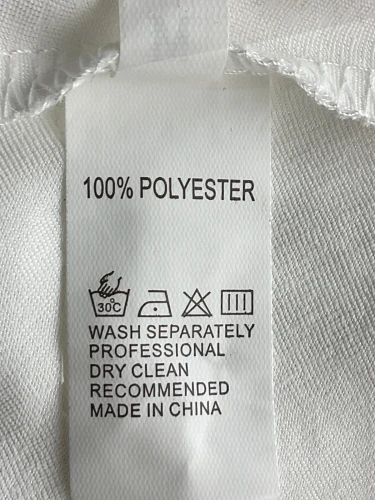 100% POLYESTER
30°C
WASH SEPARATELY
PROFESSIONAL
DRY CLEAN
RECOMMENDED
MADE IN CHINA